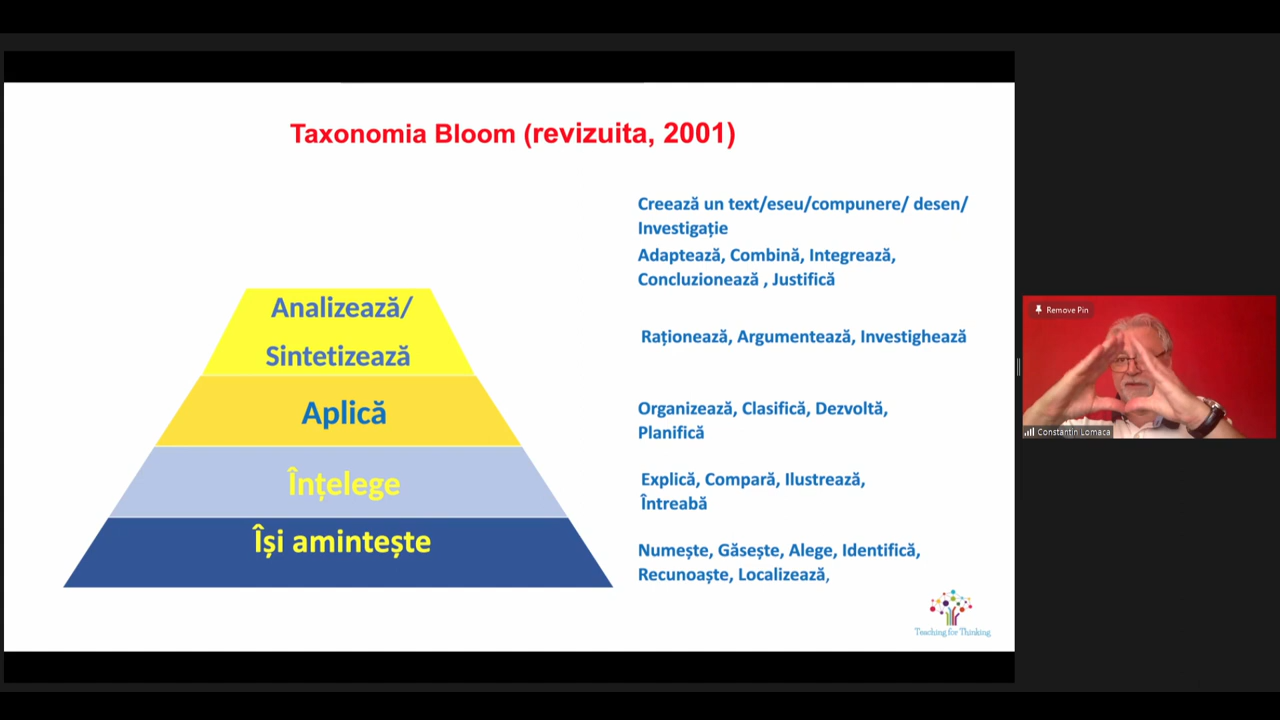 Taxonomia Bloom (revizuita, 2001)
Creează un text/eseu/compunere/ desen/
Investigație
Adaptează, Combină, Integrează,
Concluzionează , Justifică
Analizează/
Sintetizează
Raționează, Argumentează, Investighează
Aplică
Organizează, Clasifică, Dezvoltă,
Planifică
Înțelege
Explică, Compară, Ilustrează,
Întreabă
Își amintește
Numește, Găsește, Alege, Identifică,
Recunoaște, Localizează,
Teaching for Thinking
Remove Pin
Constantin Lomaca